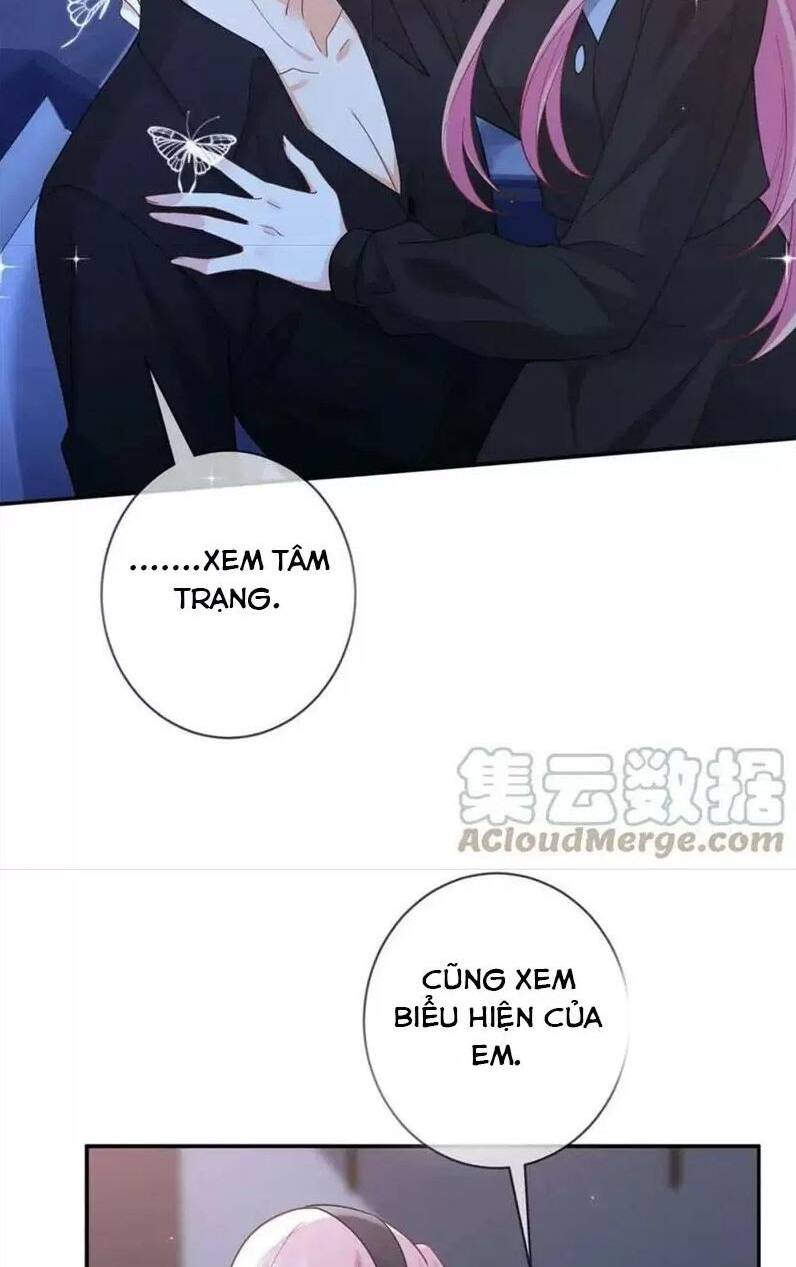 .......XEM TÂM
TRẠNG.
集云数据
ACloudMerge.com
CŨNG XEM
BIỂU HIỆN CỦA
EM.